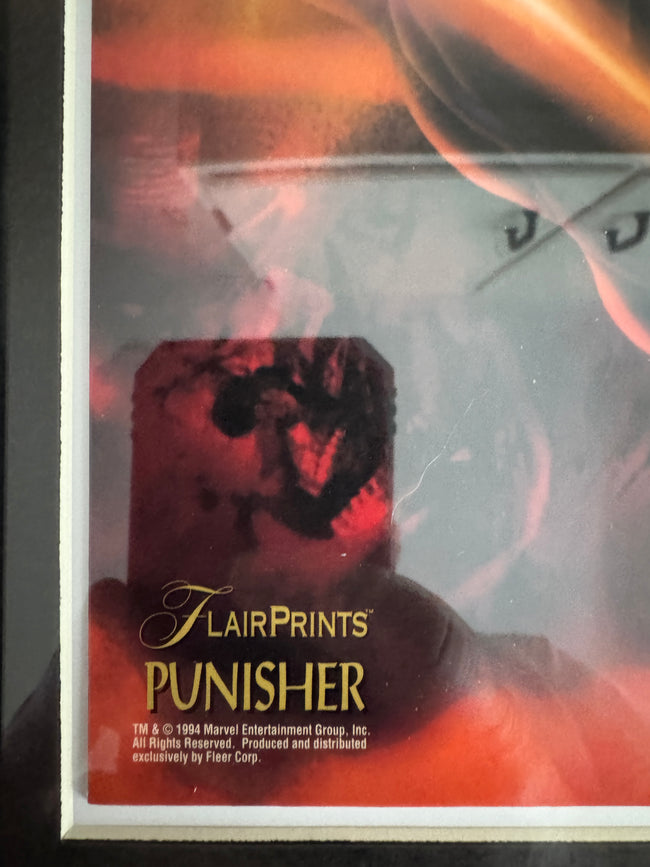 FLAIRPRINTS™
PUNISHER
TM & © 1994 Marvel Entertainment Group, Inc.
All Rights Reserved. Produced and distributed
exclusively by Fleer Corp.